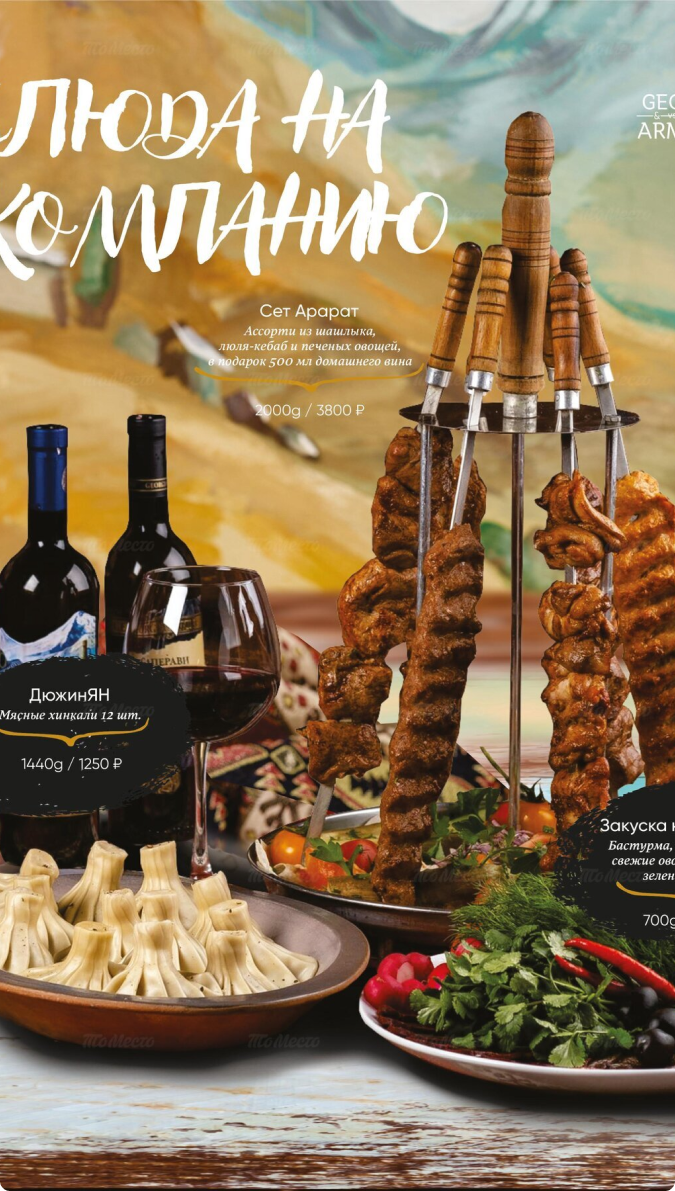 ЛЮДА НА
КОМПАНИЮ
GEO
& 
ARM
Сет Арарат
Ассорти из шашлыка,
люля-кебаб и печеных овощей,
в подарок 500 мл домашнего вина
2000g / 3800 ₽
ДюжинЯН
Мясные хинкали 12 шт.
1440g / 1250 ₽
Закуска
Бастурма,
свежие ово
зелен
700g
ТоМесто